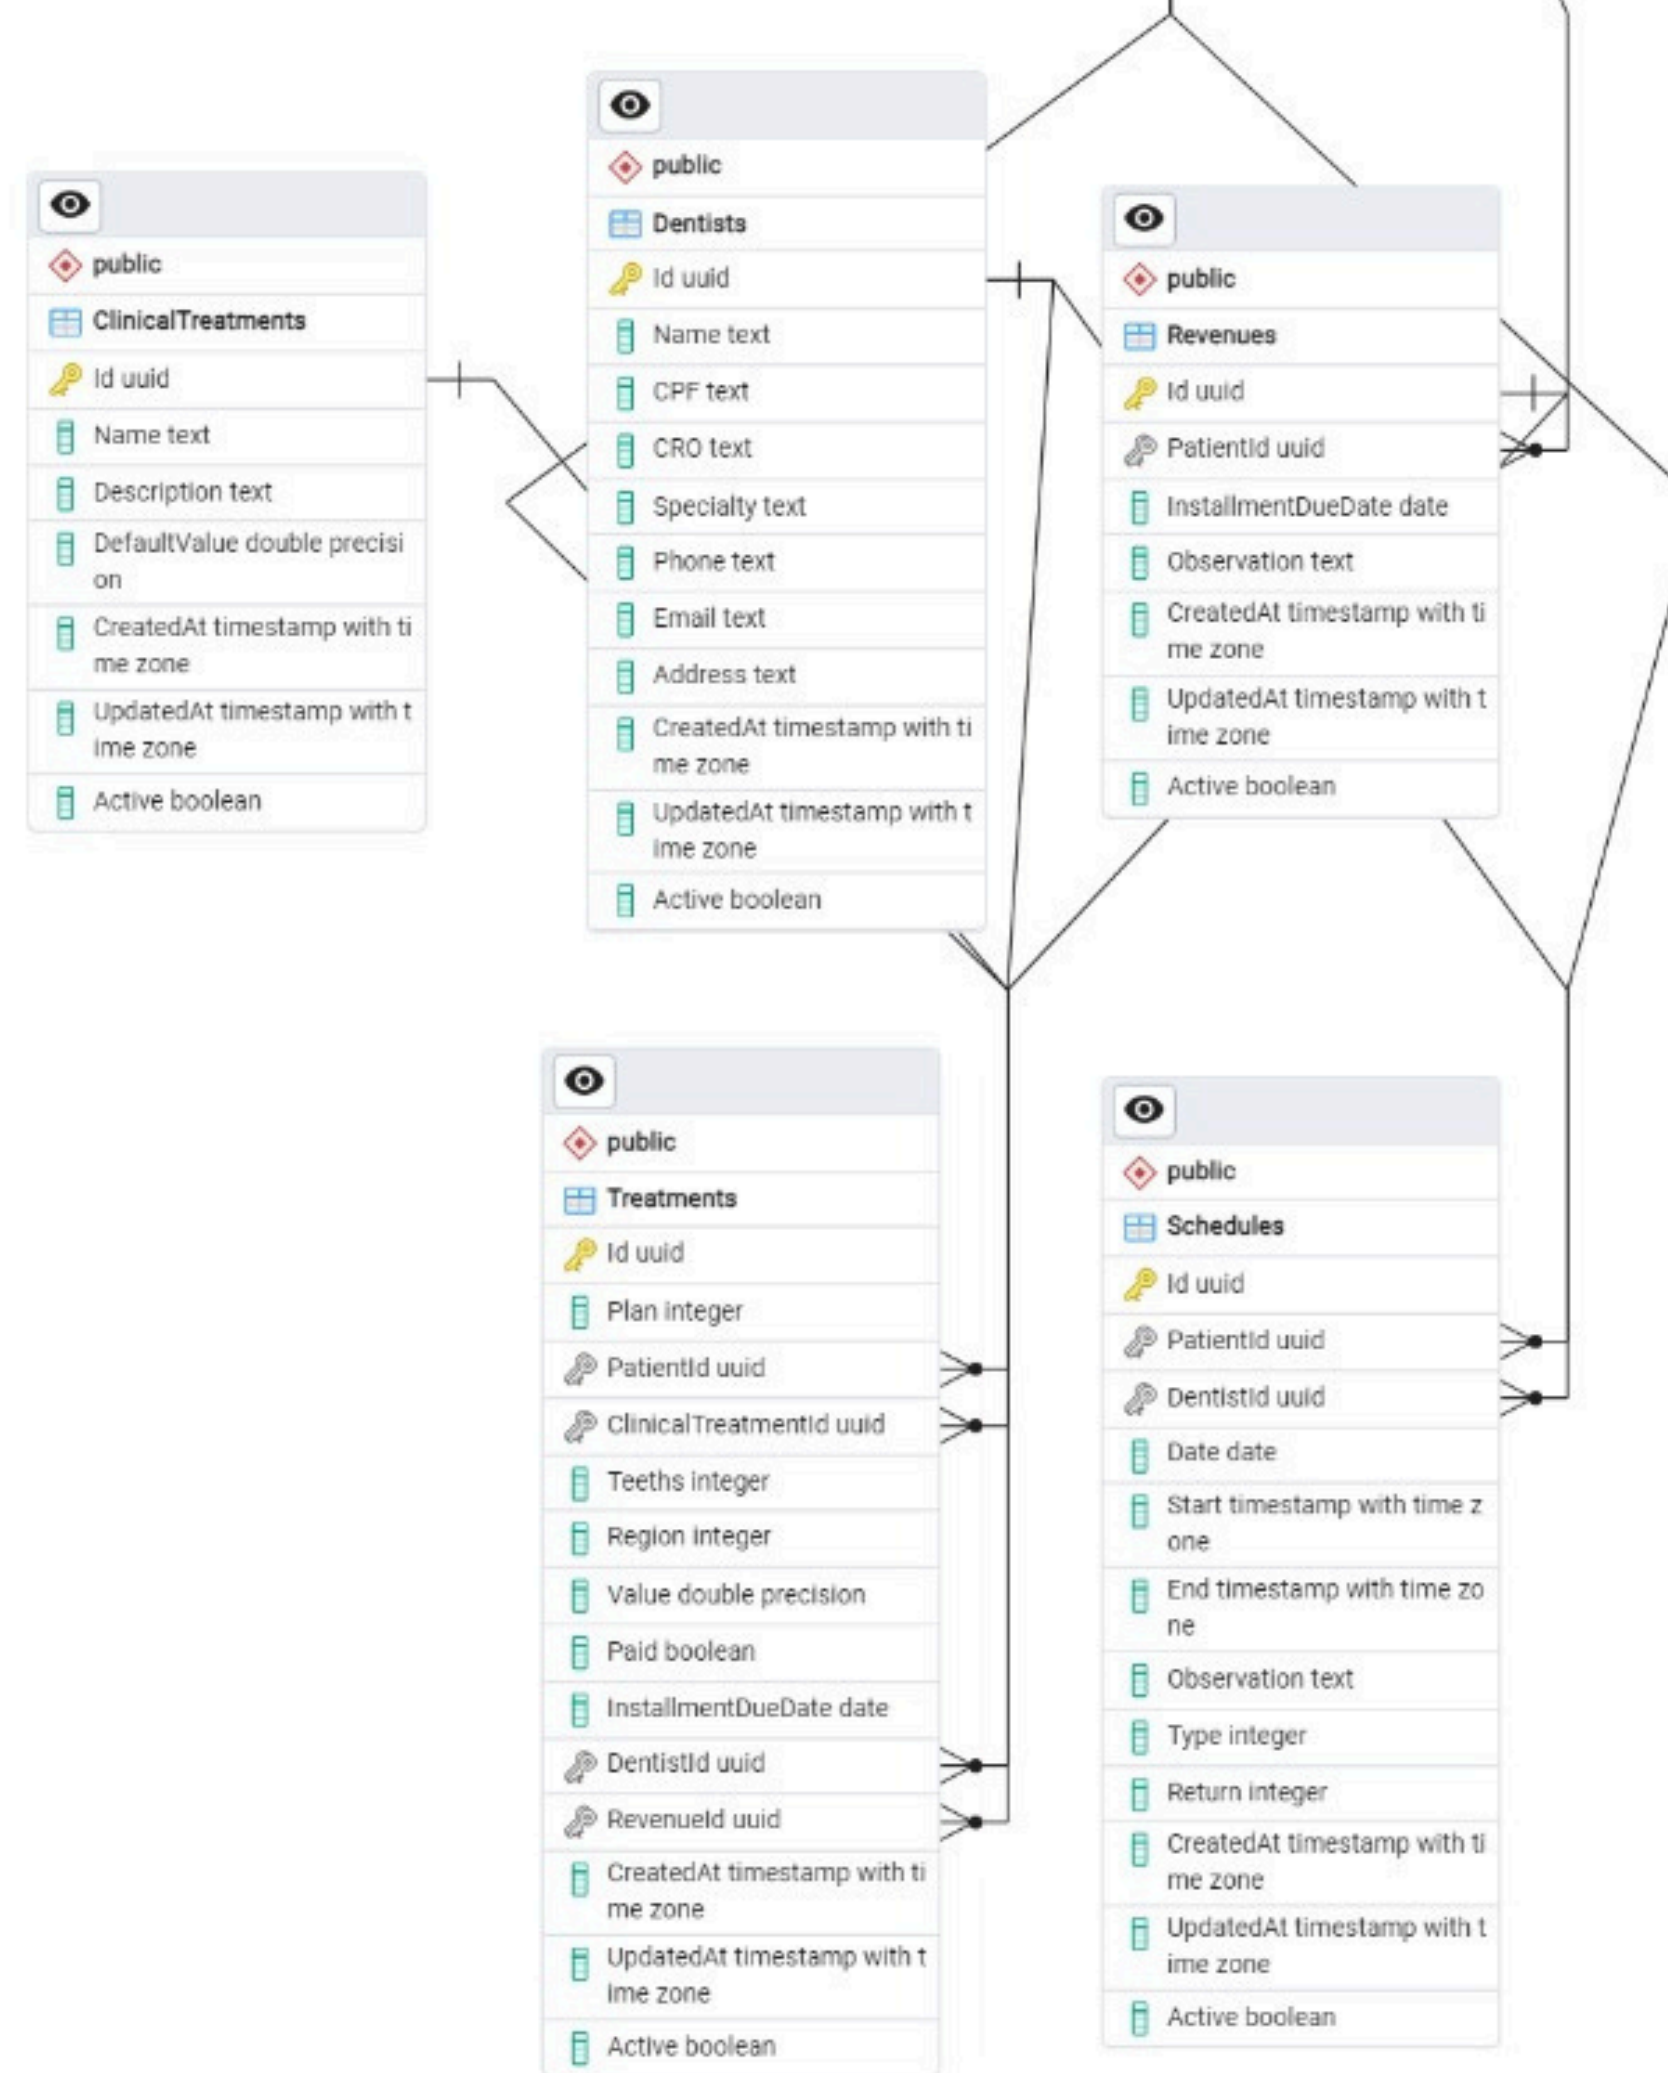 public
ClinicalTreatments
Id uuid
Name text
Description text
DefaultValue double precisi
on
CreatedAt timestamp with ti
me zone
UpdatedAt timestamp with t
ime zone
Active boolean
public
Dentists
Id uuid
Name text
CPF text
CRO text
Specialty text
Phone text
Email text
Address text
CreatedAt timestamp with ti
me zone
UpdatedAt timestamp with t
ime zone
Active boolean
public
Revenues
Id uuid
PatientId uuid
InstallmentDueDate date
Observation text
CreatedAt timestamp with ti
me zone
UpdatedAt timestamp with t
ime zone
Active boolean
public
Treatments
Id uuid
Plan integer
PatientId uuid
ClinicalTreatmentId uuid
Teeths integer
Region integer
Value double precision
Paid boolean
InstallmentDueDate date
DentistId uuid
RevenueId uuid
CreatedAt timestamp with ti
me zone
UpdatedAt timestamp with t
ime zone
Active boolean
public
Schedules
Id uuid
PatientId uuid
DentistId uuid
Date date
Start timestamp with time z
one
End timestamp with time zo
ne
Observation text
Type integer
Return integer
CreatedAt timestamp with ti
me zone
UpdatedAt timestamp with t
ime zone
Active boolean